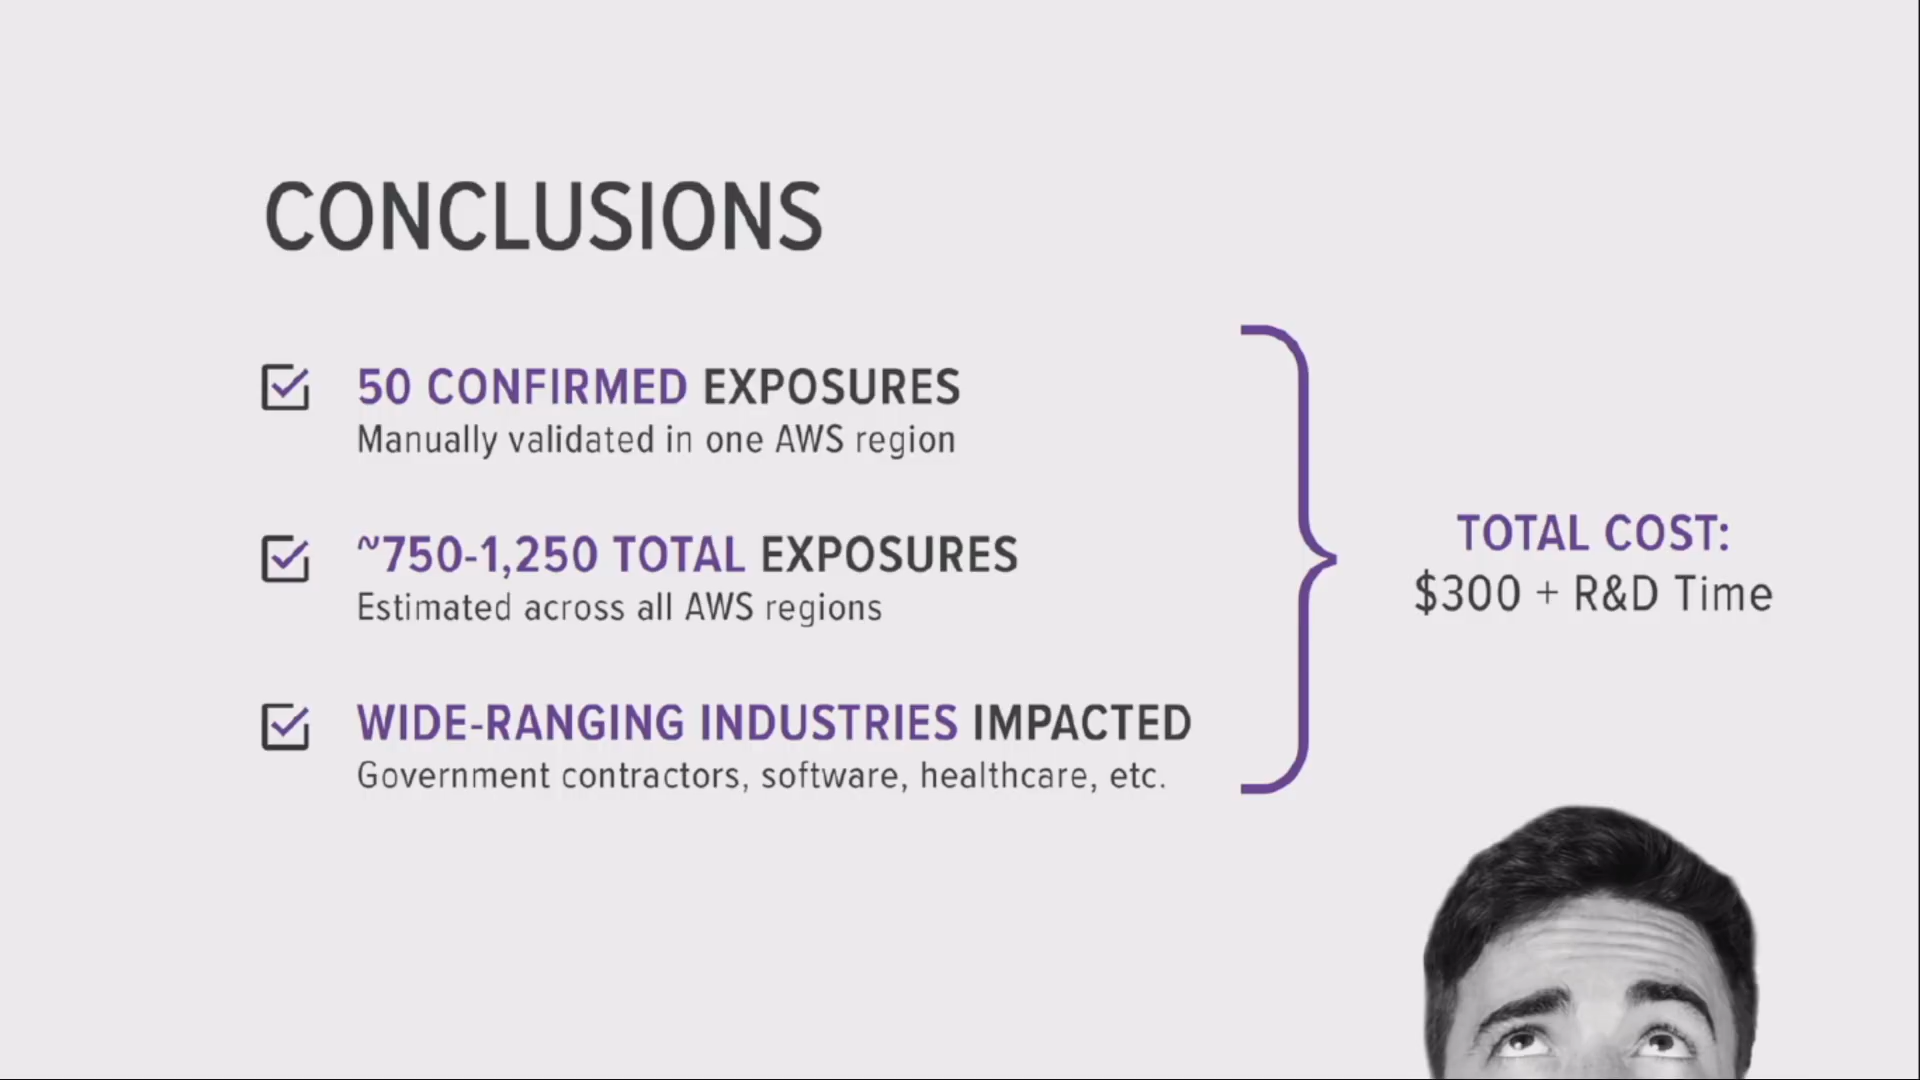 CONCLUSIONS
50 CONFIRMED EXPOSURES
Manually validated in one AWS region
~750-1,250 TOTAL EXPOSURES
Estimated across all AWS regions
WIDE-RANGING INDUSTRIES IMPACTED
Government contractors, software, healthcare, etc.
TOTAL COST:
$300 + R&D Time